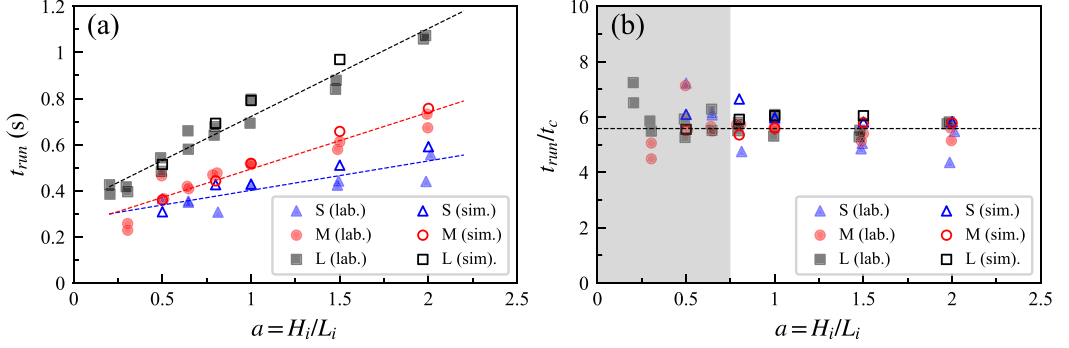 (a)
1.2
1
0.8
0.6
0.4
0.2
0
t_run (s)
0
0.5
1
1.5
2
2.5
a = H_i/L_i
S (lab.) S (sim.)
M (lab.) M (sim.)
L (lab.) L (sim).
(b)
10
8
6
4
2
0
t_run/t_c
0
0.5
1
1.5
2
2.5
a = H_i/L_i
S (lab.) S (sim.)
M (lab.) M (sim.)
L (lab.) L (sim).